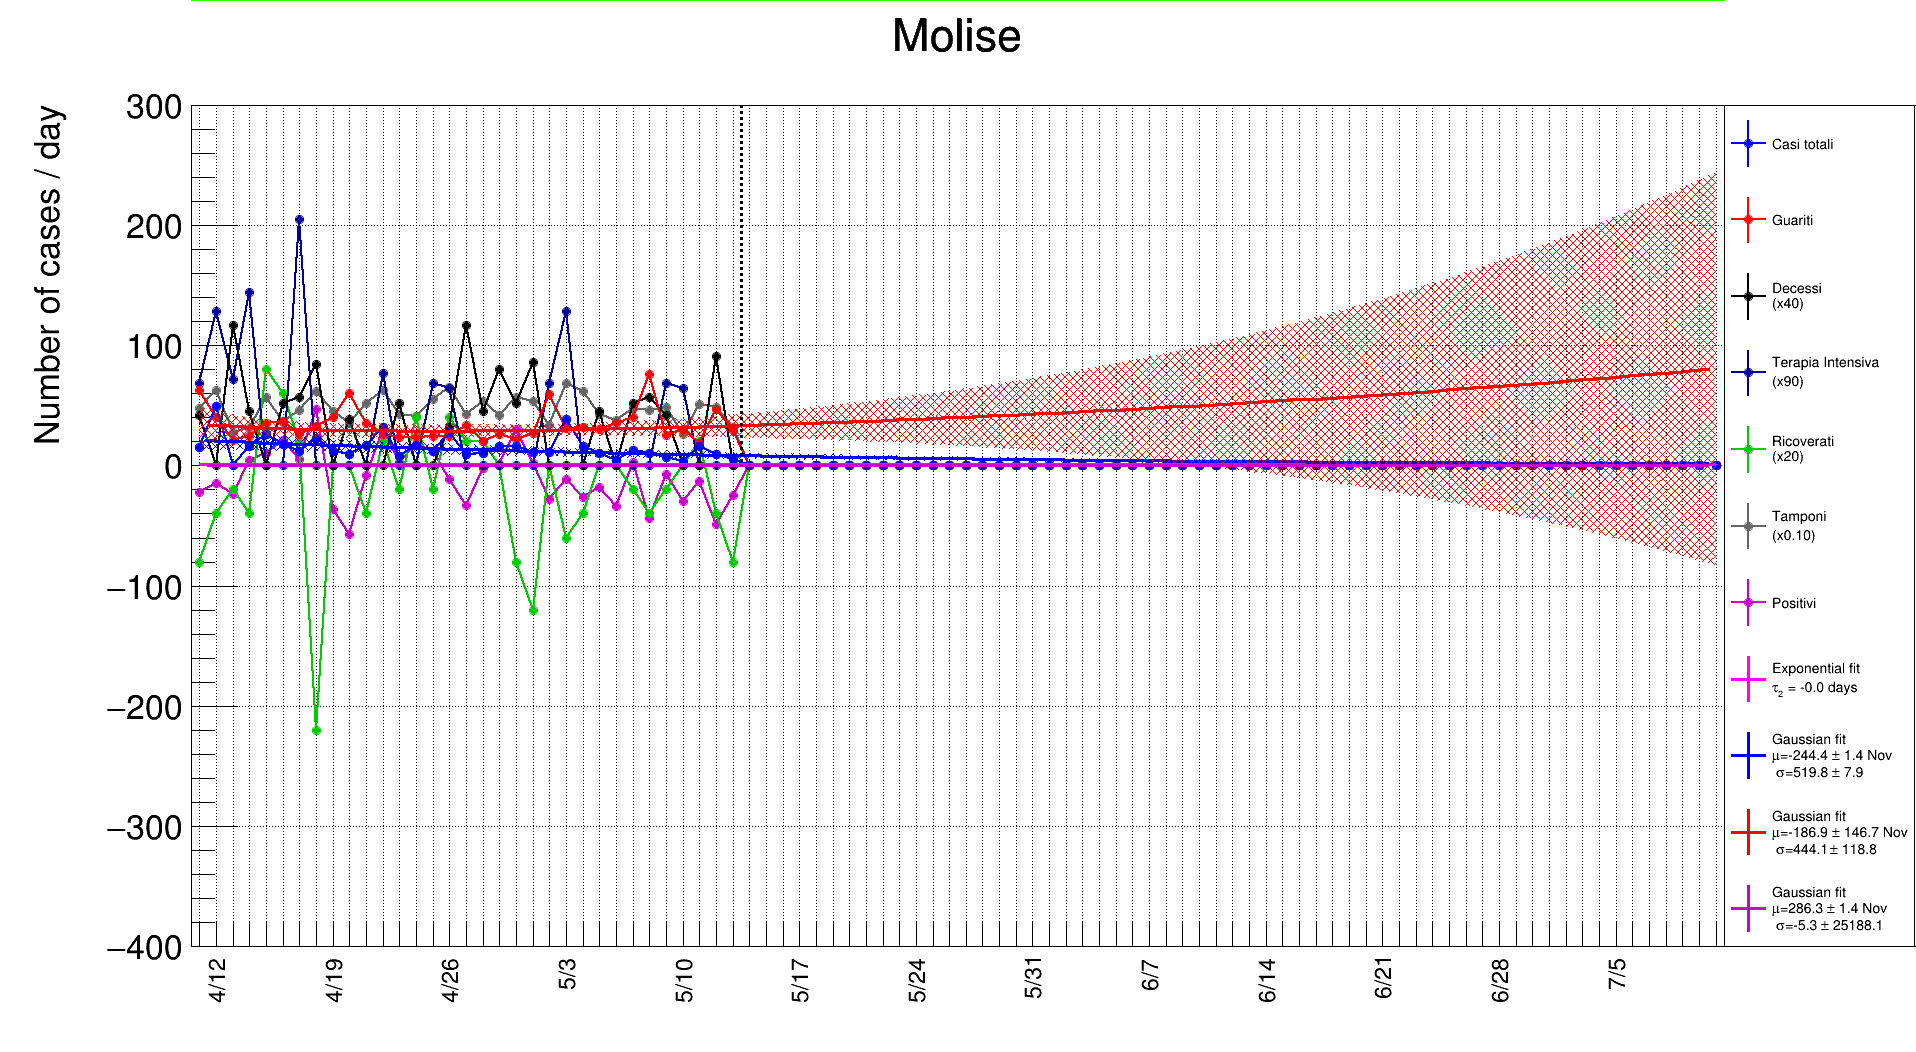 Molise
Number of cases / day
300
200
100
0
−100
−200
−300
−400
4/12
4/19
4/26
5/3
5/10
5/17
5/24
5/31
6/7
6/14
6/21
6/28
7/5
Casi totali
Guariti
Decessi
(x40)
Terapia Intensiva
(x90)
Ricoverati
(x20)
Tamponi
(x0.10)
Positivi
Exponential fit
τ2 = -0.0 days
Gaussian fit
μ=-244.4 ± 1.4 Nov
σ=519.8 ± 7.9
Gaussian fit
μ=-186.9 ± 146.7 Nov
σ=444.1 ± 118.8
Gaussian fit
μ=286.3 ± 1.4 Nov
σ=-5.3 ± 25188.1